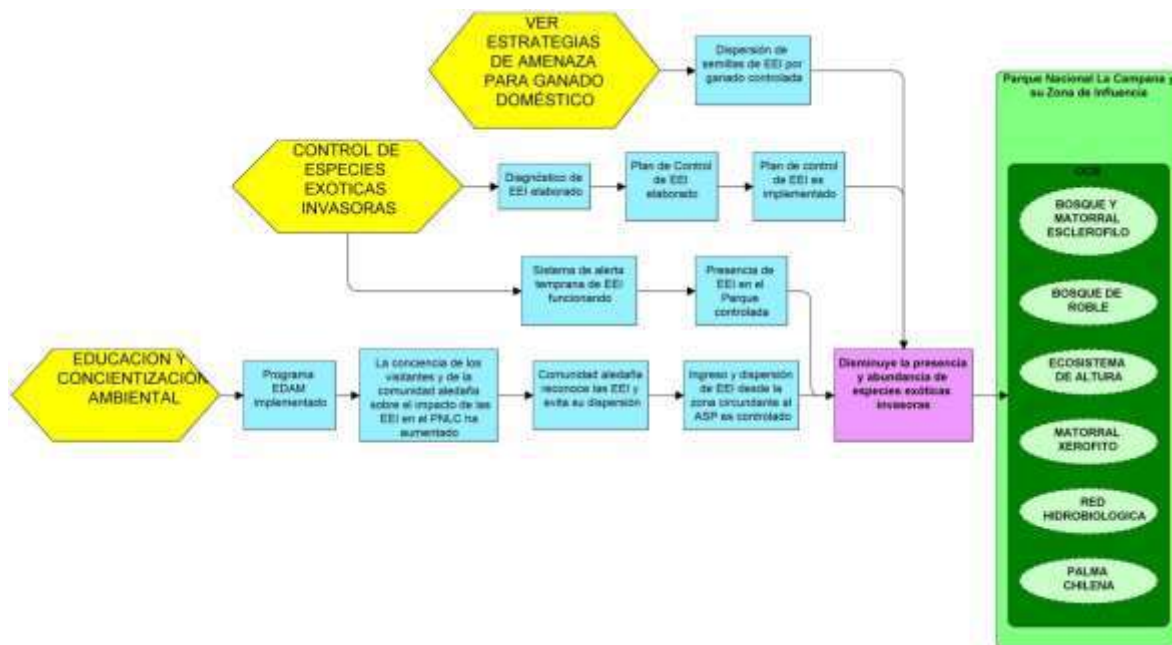 VER
ESTRATEGIAS
DE AMENAZA
PARA GANADO
DOMÉSTICO
Dispersión de
semillas de EEI por
ganado controlada
CONTROL DE
ESPECIES
EXOTICAS
INVASORAS
Diagnóstico de
EEI elaborado
Plan de Control
de EEI
elaborado
Plan de control
de EEI es
implementado
Sistema de alerta
temprana de EEI
funcionando
Presencia de
EEI en el
Parque
controlada
EDUCACION Y
CONCIENTIZACIÓN
AMBIENTAL
Programa
EDAM
implementado
La conciencia de los
visitantes y de la
comunidad aledaña
sobre el impacto de las
EEI en el PNLC ha
aumentado
Comunidad aledaña
reconoce las EEI y
evita su dispersión
Ingreso y dispersión
de EEI desde la
zona circundante al
ASP es controlado
Disminuye la presencia
y abundancia de
especies exóticas
invasoras
Parque Nacional La Campana y
su Zona de Influencia
BOSQUE Y
MATORRAL
ESCLEROFILO
BOSQUE DE
ROBLE
ECOSISTEMA
DE ALTURA
MATORRAL
XEROFITO
RED
HIDROBIOLOGICA
PALMA
CHILENA